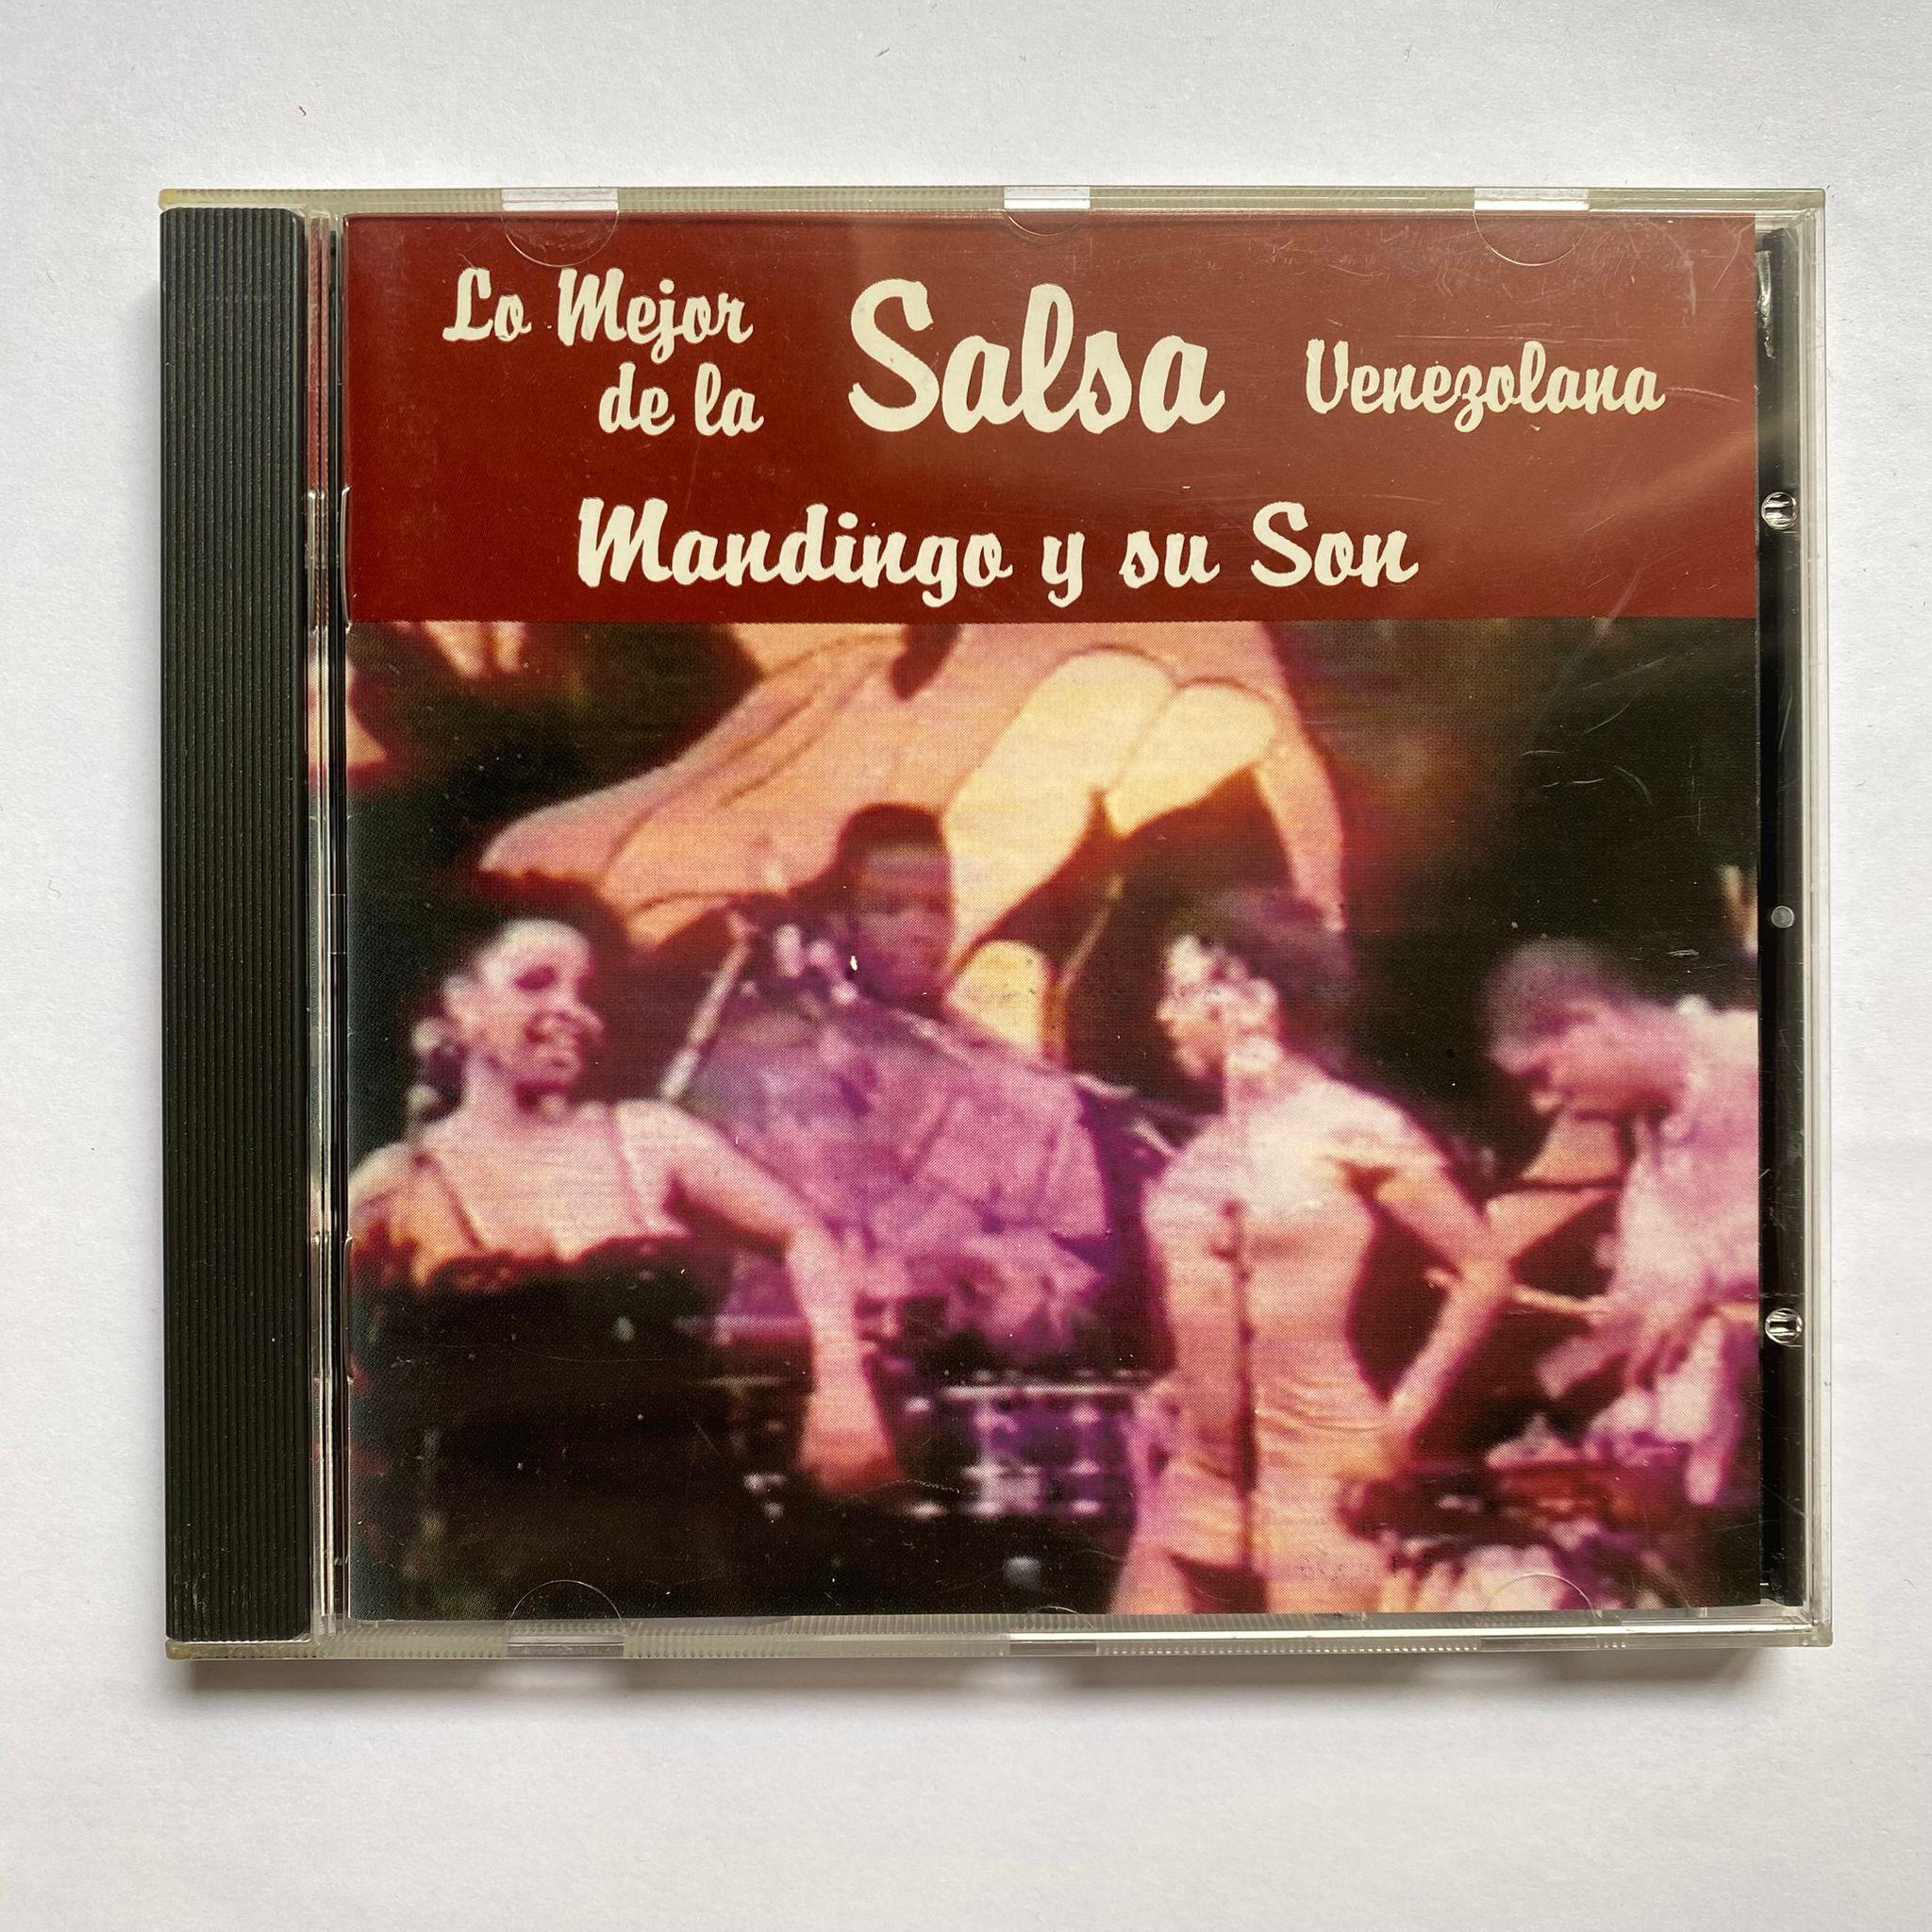 Lo Mejor
de la Salsa Venezolana
Mandingo y su Son